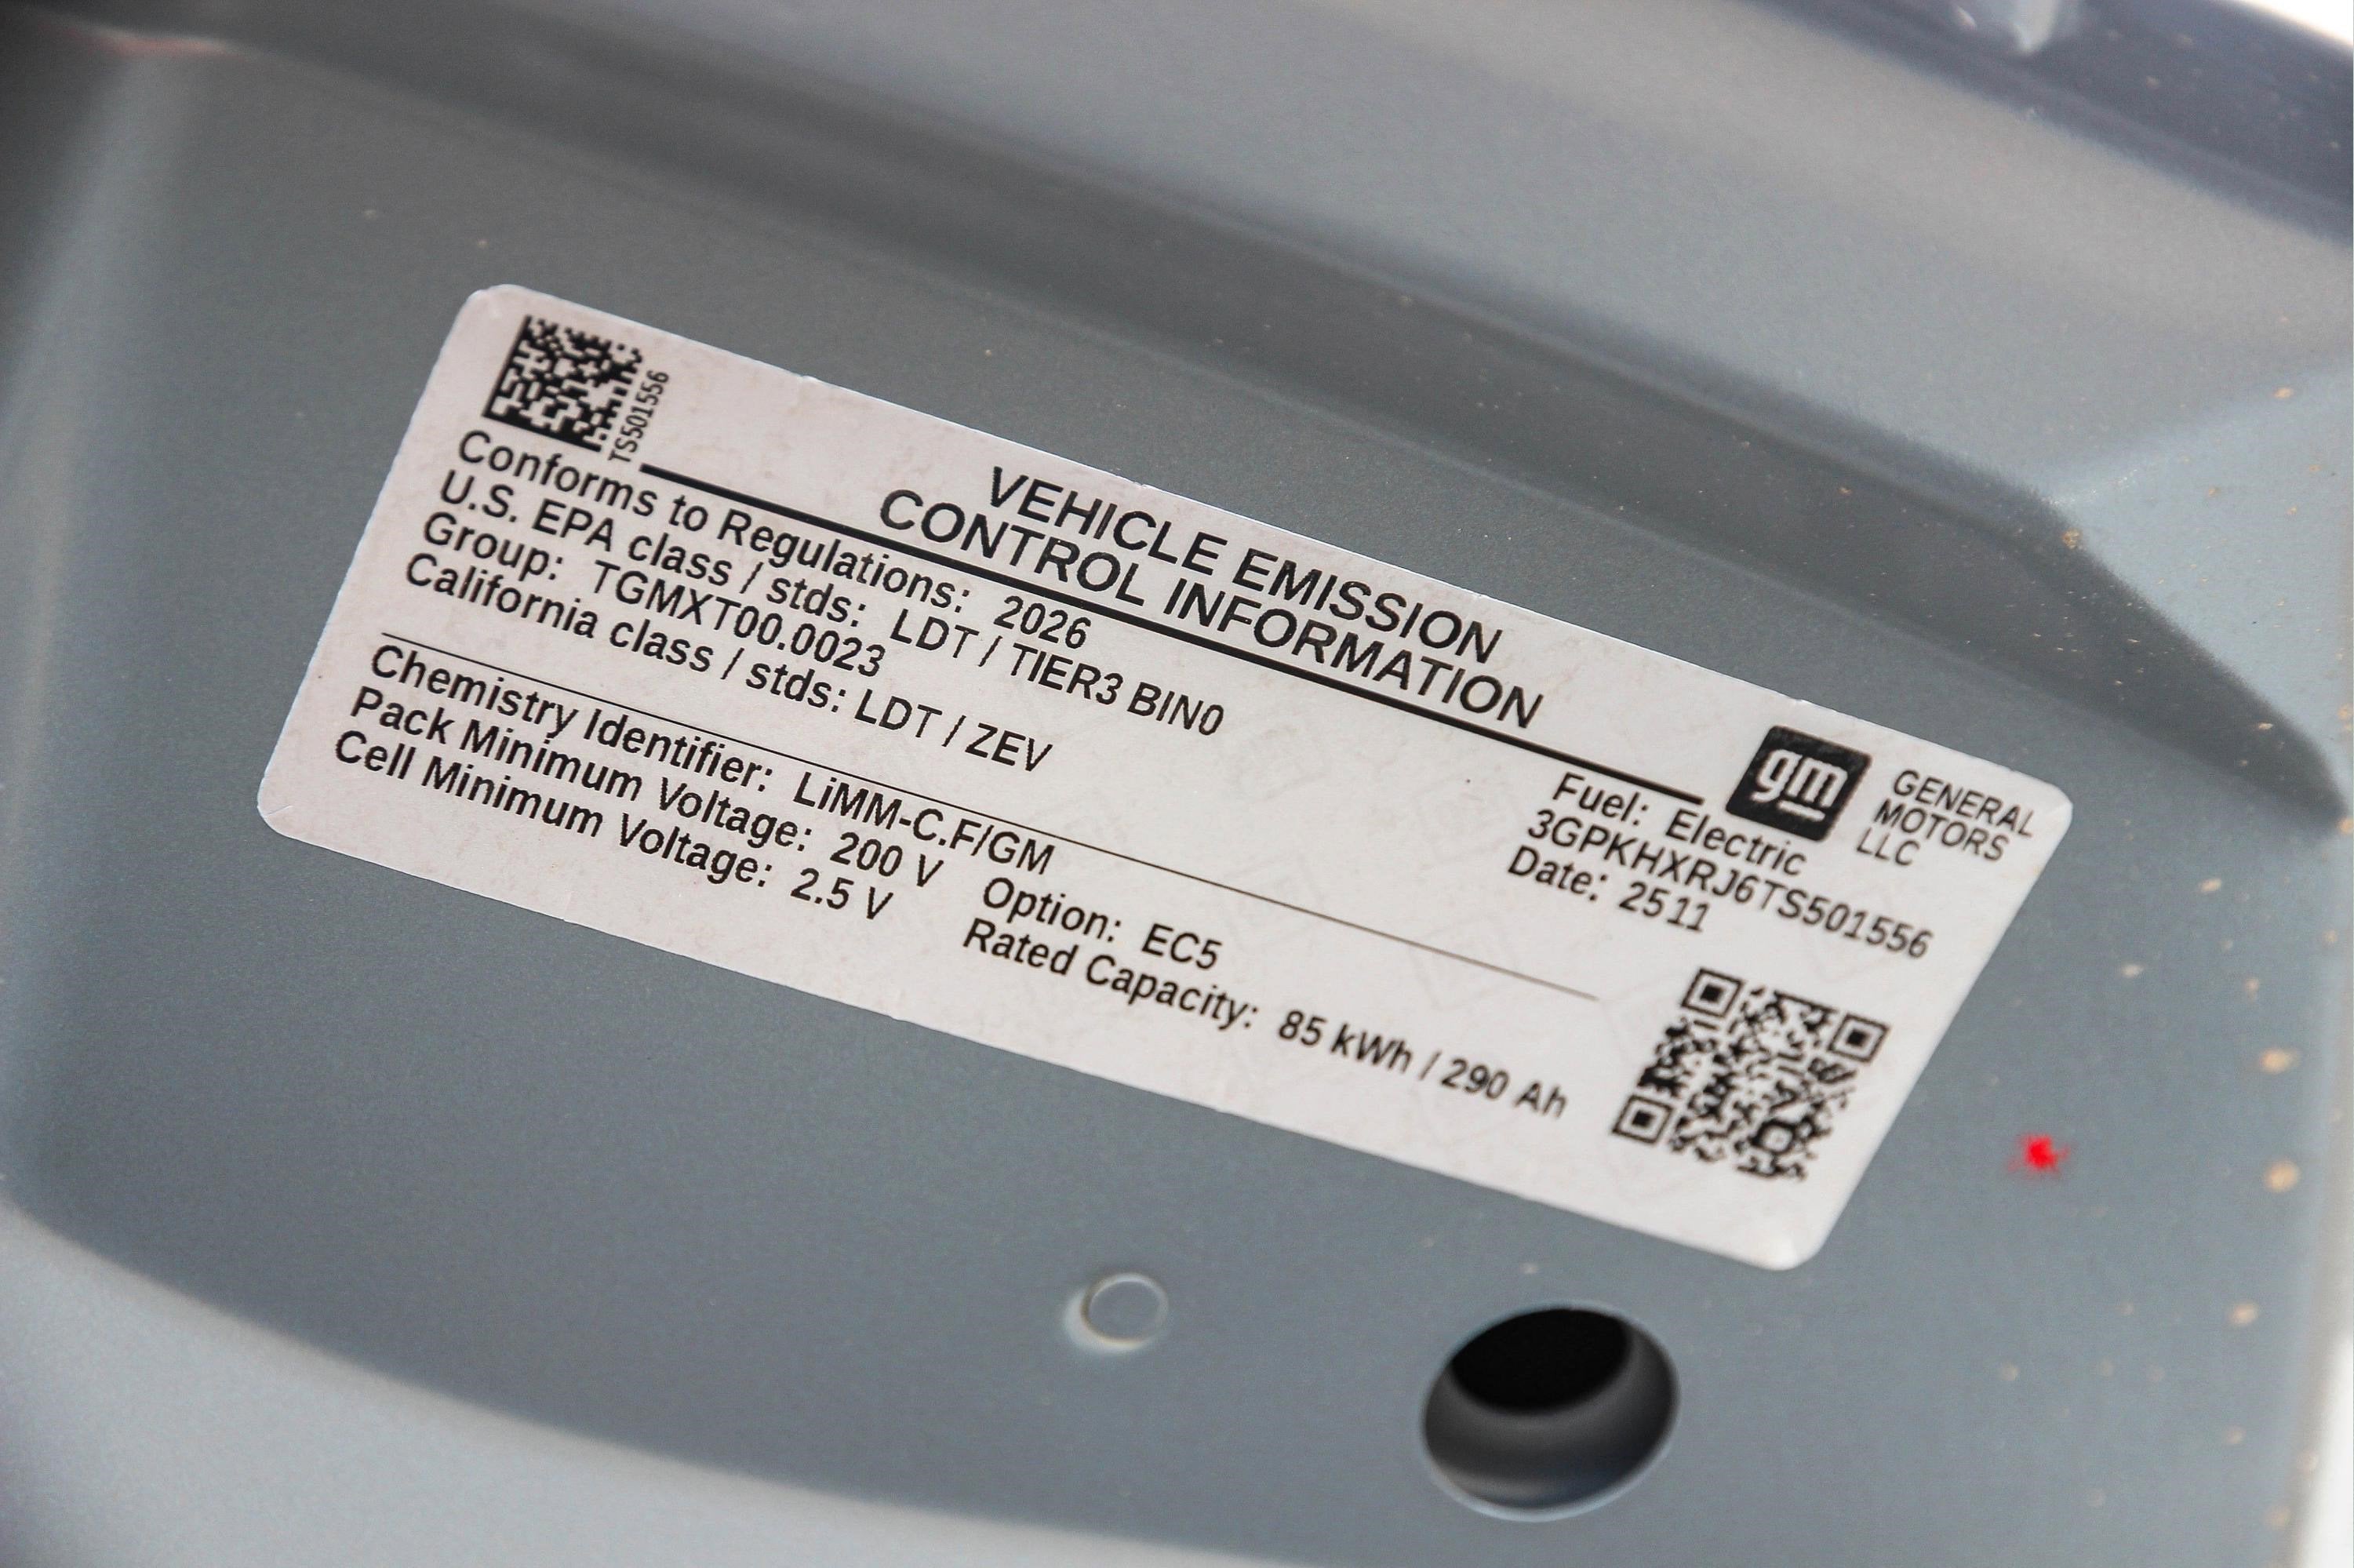 TS501556
VEHICLE EMISSION
CONTROL INFORMATION
gm
GENERAL
MOTORS
LLC
Conforms to Regulations: 2026
U.S. EPA class / stds: LDT / TIER3 BIN0
Group: TGMXT00.0023
California class / stds: LDT / ZEV
Fuel: Electric
3GPKHXRJ6TS501556
Date: 2511
Chemistry Identifier: LiMM-C.F/GM
Pack Minimum Voltage: 200 V Option: EC5
Cell Minimum Voltage: 2.5 V Rated Capacity: 85 kWh / 290 Ah